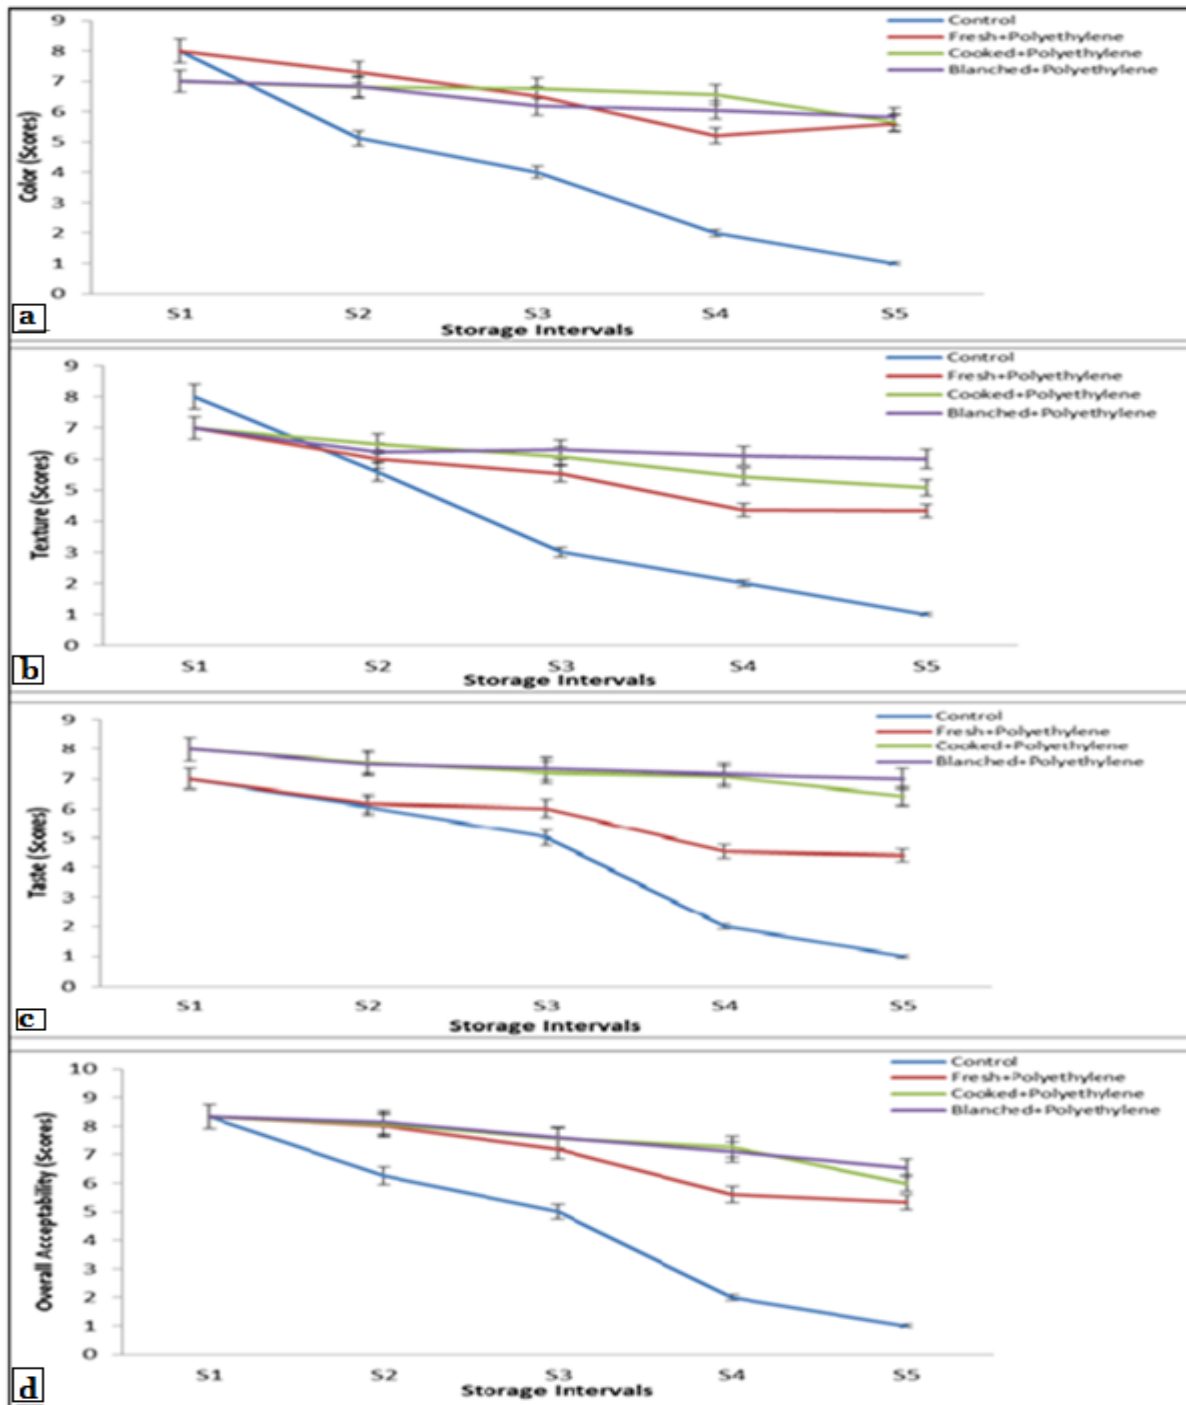 9
8
7
6
5
4
3
2
1
0
Color (Scores)
Control
Fresh+Polyethylene
Cooked+Polyethylene
Blanched+Polyethylene
S1 S2 S3 S4 S5
Storage Intervals
a
9
8
7
6
5
4
3
2
1
0
Texture (Scores)
Control
Fresh+Polyethylene
Cooked+Polyethylene
Blanched+Polyethylene
S1 S2 S3 S4 S5
Storage Intervals
b
9
8
7
6
5
4
3
2
1
0
Taste (Scores)
Control
Fresh+Polyethylene
Cooked+Polyethylene
Blanched+Polyethylene
S1 S2 S3 S4 S5
Storage Intervals
c
10
9
8
7
6
5
4
3
2
1
0
Overall Acceptability (Scores)
Control
Fresh+Polyethylene
Cooked+Polyethylene
Blanched+Polyethylene
S1 S2 S3 S4 S5
Storage Intervals
d